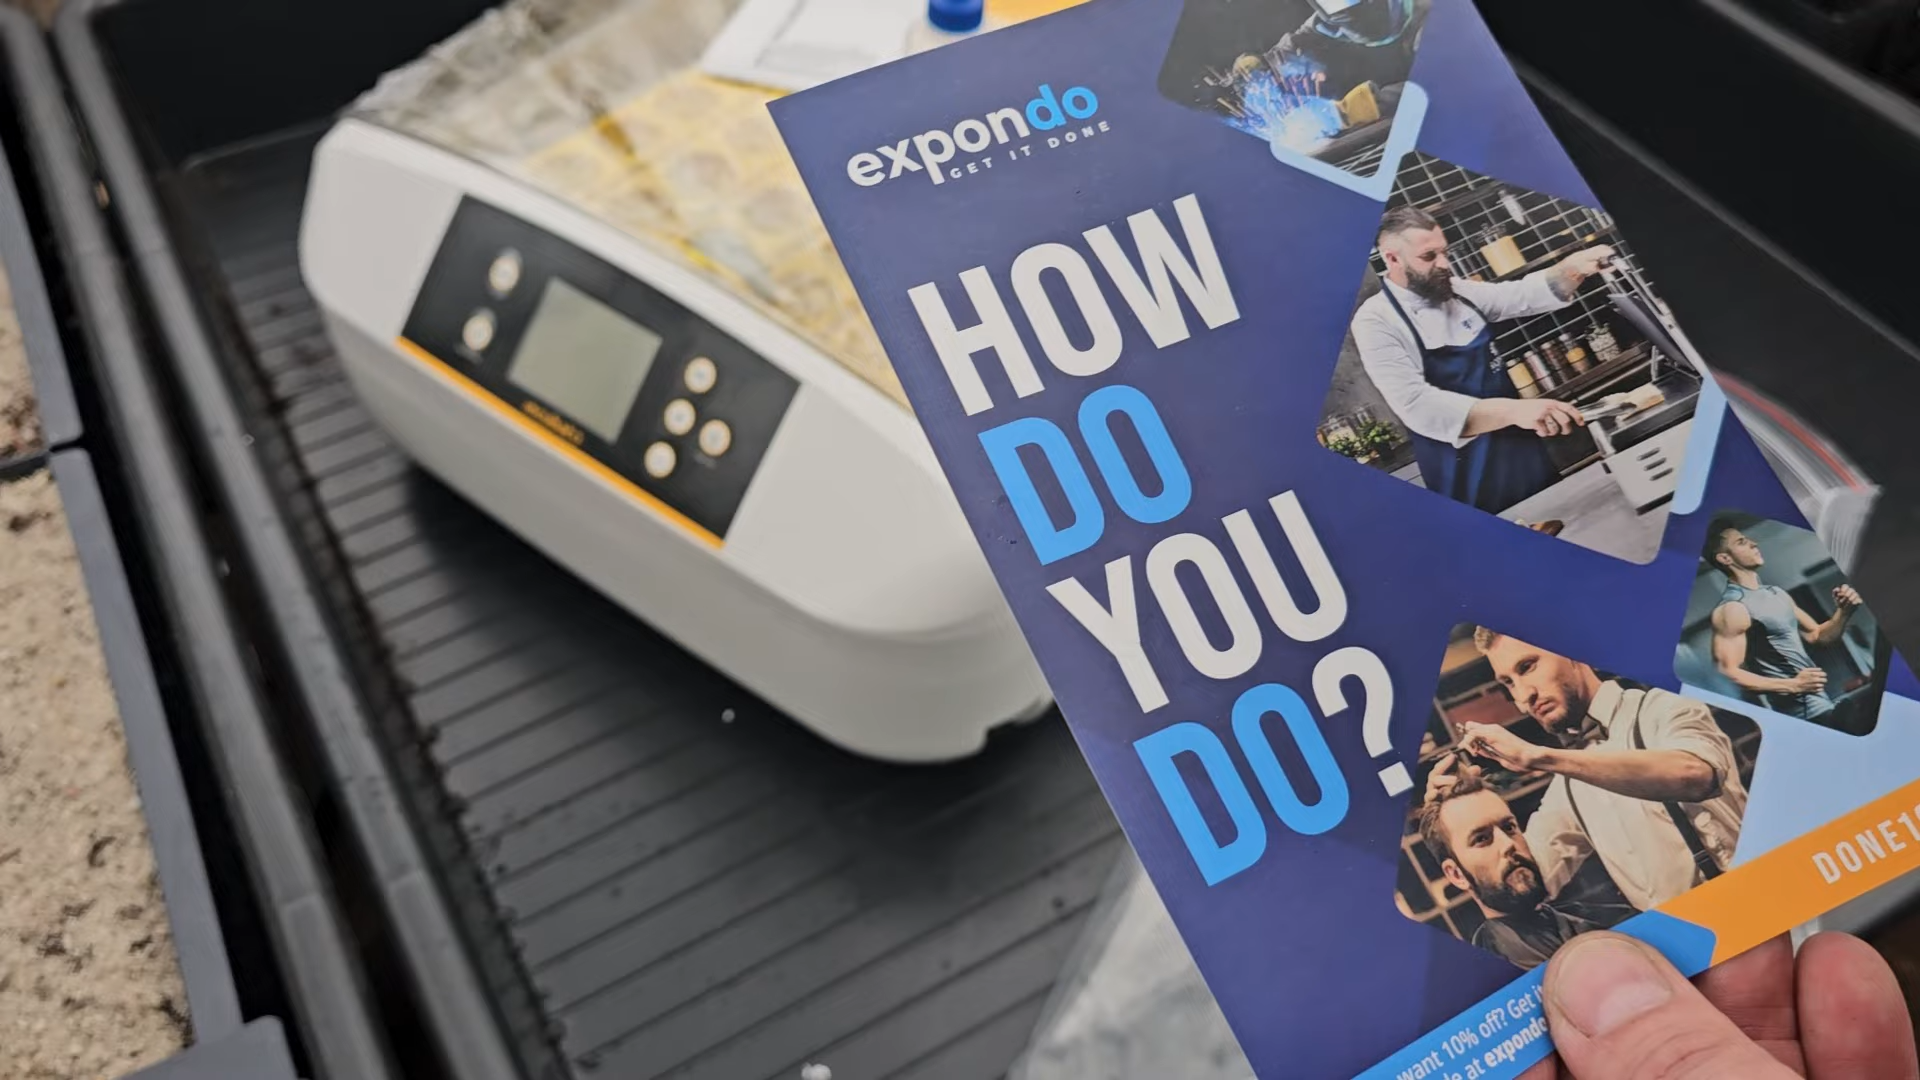 expondo
GET IT DONE
HOW
DO
YOU
DO?
DONE1
want 10% off? Get it
at expondo